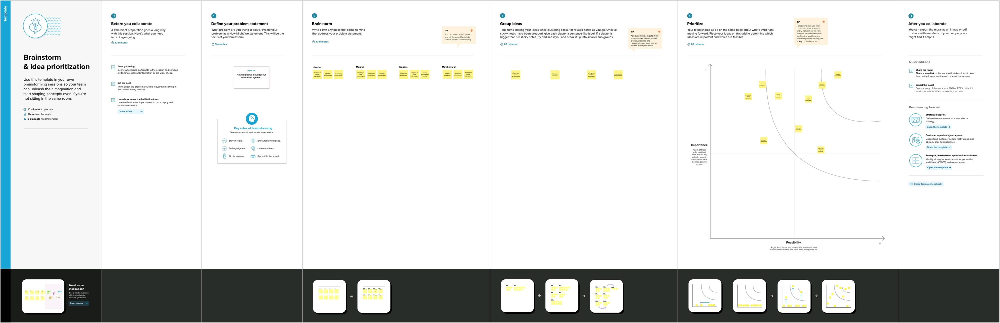 Template
Brainstorm
& idea prioritization
Use this template in your own
brainstorming sessions so your team
can unleash their imagination and
start shaping concepts even if you're
not sitting in the same room.
10 minutes to prepare
1 hour to collaborate
2-8 people recommended
Need some
inspiration?
See a finished version
of this template to
kickstart your work.
Open example
Before you collaborate
A little bit of preparation goes a long way
with this session. Here's what you need
to do to get going.
10 minutes
A
Team gathering
Define who should participate in the session and send an
invite. Share relevant information or pre-work ahead.
B
Set the goal
Think about the problem you'll be focusing on solving in
the brainstorming session.
C
Learn how to use the facilitation tools
Use the Facilitation Superpowers to run a happy and
productive session.
Open article
1
Define your problem statement
What problem are you trying to solve? Frame your
problem as a How Might We statement. This will be the
focus of your brainstorm.
5 minutes
PROBLEM
How might we develop our
education system?
Key rules of brainstorming
To run an smooth and productive session
Stay in topic.
Encourage wild ideas.
Defer judgment.
Listen to others.
Go for volume.
If possible, be visual.
2
Brainstorm
Write down any ideas that come to mind
that address your problem statement.
10 minutes
TIP
You can select a sticky note
and hit the pencil [switch to
sketch] icon to start drawing!
Nivetha
to improve
better
standards
parents
involvement
developing
infrastructure
Mourya
adapting to
new
technologies
developing
infrastructure
promote
Nagavel
professional
development
adapting to
new
technologies
develop
personalized
learning
Mawliswaran
life skill
education
developing
infrastructure
improving
digital
integratio
3
Group ideas
Take turns sharing your ideas while clustering similar or related notes as you go. Once all
sticky notes have been grouped, give each cluster a sentence-like label. If a cluster is
bigger than six sticky notes, try and see if you and break it up into smaller sub-groups.
20 minutes
TIP
Add customizable tags to sticky
notes to make it easier to find,
browse, organize, and
categorize important ideas as
themes within your mural.
adapting to
new
technologies
life skill
education
to improve
better
standards
professional
development
4
Prioritize
Your team should all be on the same page about what's important
moving forward. Place your ideas on this grid to determine which
ideas are important and which are feasible.
20 minutes
TIP
Participants can use their
cursors to point at where
sticky notes should go on
the grid. The facilitator can
confirm the spot by using
the laser pointer holding the
H key on the keyboard.
+
professional
development
to improve
better
standards
develop
personalized
learning
adapting to
new
technologies
life skill
education
developing
infrastructure
improving
digital
integratio
Importance
If each of these
tasks could get
done without any
difficulty or cost,
which would have
the most positive
impact?
-
-
Feasibility
+
Regardless of their importance, which tasks are more
feasible than others? (Cost, time, effort, complexity, etc.)
After you collaborate
You can export the mural as an image or pdf
to share with members of your company who
might find it helpful.
Quick add-ons
A
Share the mural
Share a view link to the mural with stakeholders to keep
them in the loop about the outcomes of the session.
B
Export the mural
Export a copy of the mural as a PNG or PDF to attach to
emails, include in slides, or save in your drive.
Keep moving forward
Strategy blueprint
Define the components of a new idea or
strategy.
Open the template
Customer experience journey map
Understand customer needs, motivations, and
obstacles for an experience.
Open the template
Strengths, weaknesses, opportunities & threats
Identify strengths, weaknesses, opportunities,
and threats (SWOT) to develop a plan.
Open the template
Share template feedback